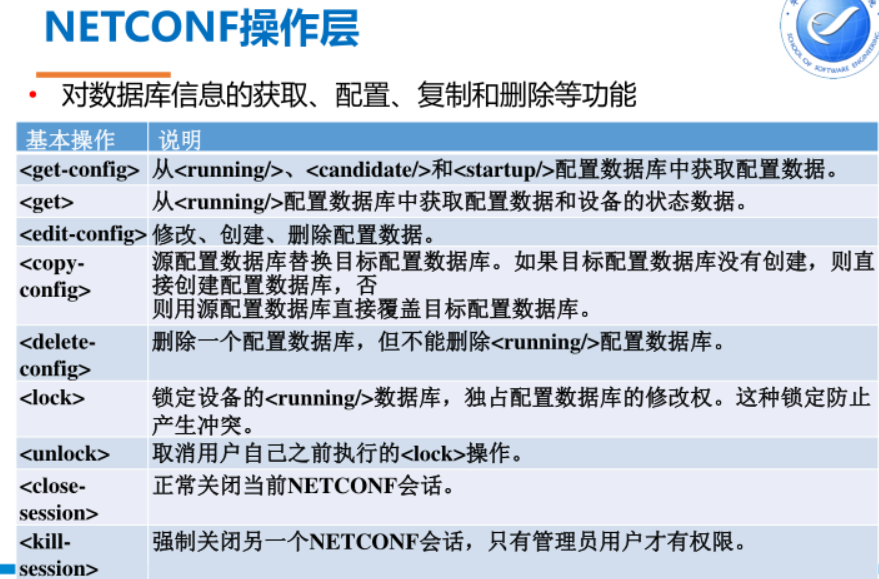 NETCONF操作层
• 对数据库信息的获取、配置、复制和删除等功能
基本操作 说明
<get-config> 从<running/>、<candidate/>和<startup/>配置数据库中获取配置数据。
<get> 从<running/>配置数据库中获取配置数据和设备的状态数据。
<edit-config> 修改、创建、删除配置数据。
<copy-
config>
源配置数据库替换目标配置数据库。如果目标配置数据库没有创建，则直
接创建配置数据库，否
则用源配置数据库直接覆盖目标配置数据库。
<delete-
config>
删除一个配置数据库，但不能删除<running/>配置数据库。
<lock> 锁定设备的<running/>数据库，独占配置数据库的修改权。这种锁定防止
产生冲突。
<unlock> 取消用户自己之前执行的<lock>操作。
<close-
session>
正常关闭当前NETCONF会话。
<kill-
session>
强制关闭另一个NETCONF会话，只有管理员用户才有权限。
SCHOOL OF SOFTWARE ENGINEERING